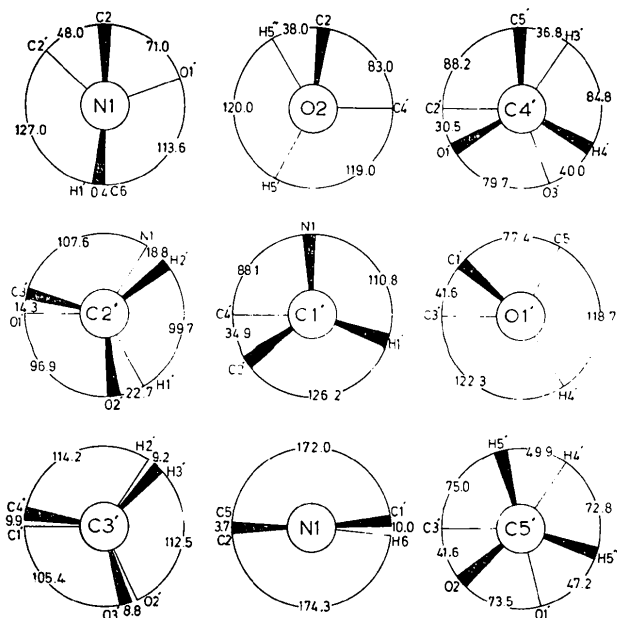 C2
C2′ 48.0 71.0 O1′
N1
127.0 113.6
H1′ 0.4 C6
C2
H5″ 38.0 83.0
O2 C4′
120.0 119.0
H5′
C5′
36.8 H3′
88.2 84.8
C2′ C4′
30.5 H4′
O1′ 40.0
79.7 O3′
107.6 N1
18.8 H2′
C3′
14.3 C2′
O1′ 99.7
96.9 H1′
O2′ 22.7
N1
88.1 110.8
C4′ C1′
34.9 H1′
126.2
77.4 C5′
C1′
41.6 O1′ 118.7
C3′
122.3 H4′
114.2 H2′
9.2 H3′
C4′
9.9 C3′
C1′ 112.5
105.4 O2′
O3′ 8.8
172.0
C5 C1′
3.7 N1 10.0
C2 H6
174.3
H5′ 49.9 H4′
75.0 72.8
C3′ C5′
41.6 H5″
O2 47.2
73.5 O1′